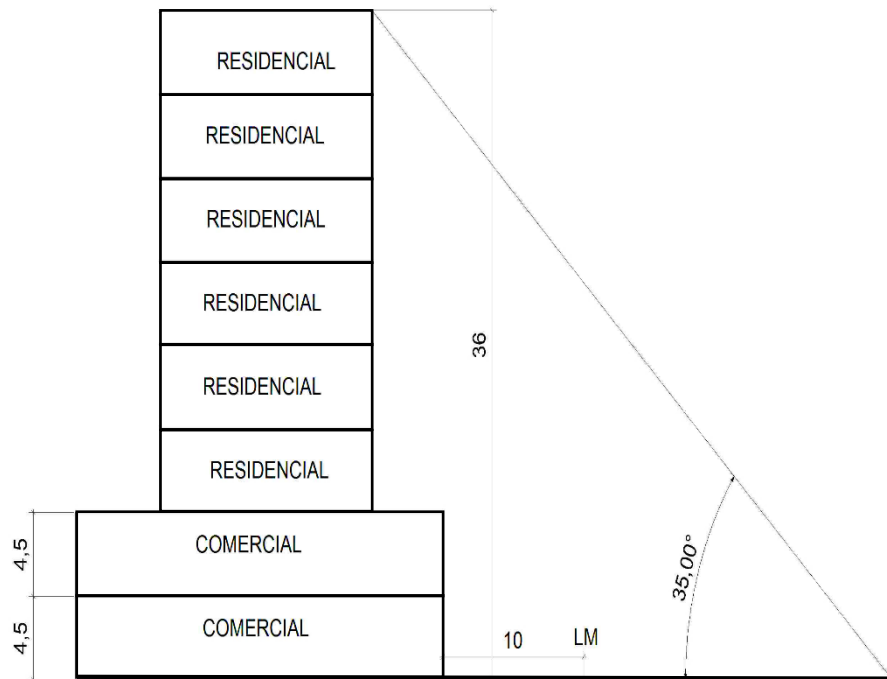 RESIDENCIAL
RESIDENCIAL
RESIDENCIAL
RESIDENCIAL
36
RESIDENCIAL
RESIDENCIAL
4,5
COMERCIAL
35,00°
4,5
COMERCIAL
10
LM